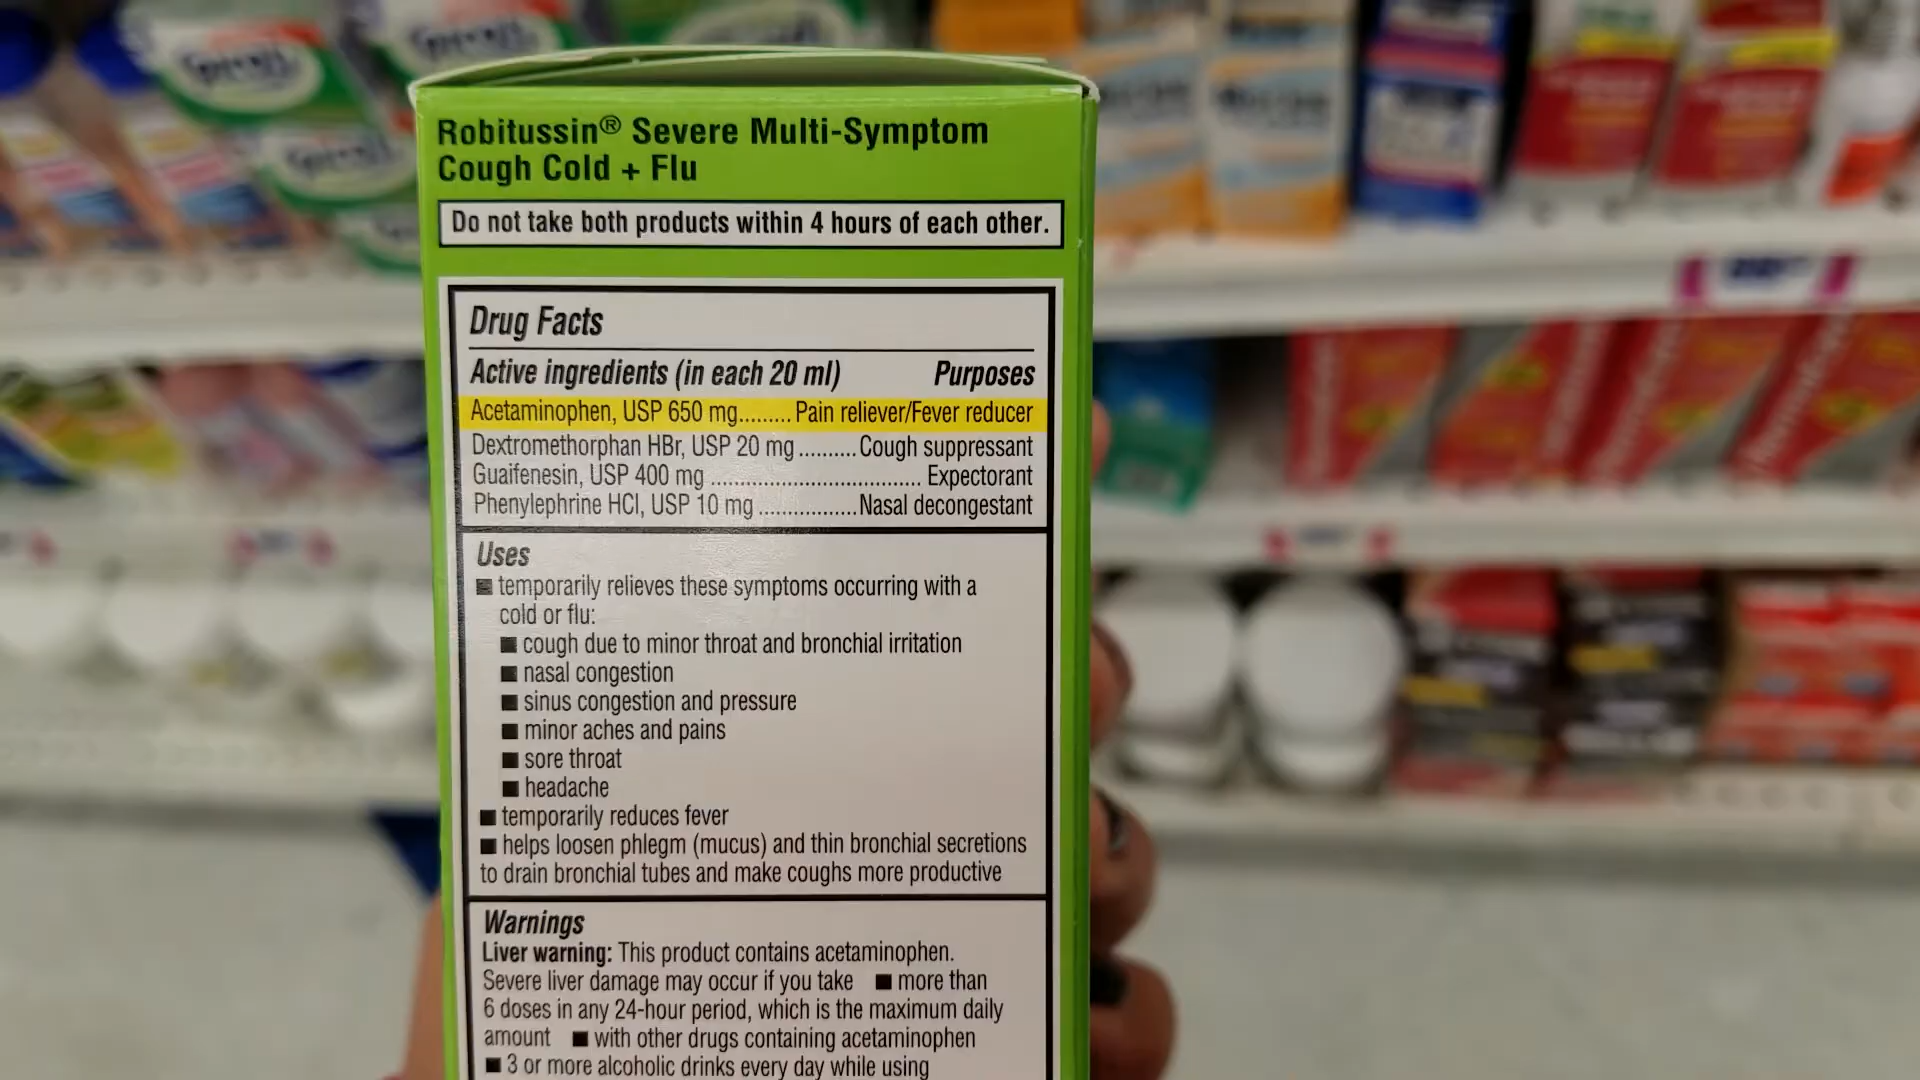 Robitussin® Severe Multi-Symptom
Cough Cold + Flu
Do not take both products within 4 hours of each other.
Drug Facts
Active ingredients (in each 20 ml) Purposes
Acetaminophen, USP 650 mg......... Pain reliever/Fever reducer
Dextromethorphan HBr, USP 20 mg..........Cough suppressant
Guaifenesin, USP 400 mg .................................... Expectorant
Phenylephrine HCl, USP 10 mg .................Nasal decongestant
Uses
■ temporarily relieves these symptoms occurring with a
cold or flu:
■ cough due to minor throat and bronchial irritation
■ nasal congestion
■ sinus congestion and pressure
■ minor aches and pains
■ sore throat
■ headache
■ temporarily reduces fever
■ helps loosen phlegm (mucus) and thin bronchial secretions
to drain bronchial tubes and make coughs more productive
Warnings
Liver warning: This product contains acetaminophen.
Severe liver damage may occur if you take ■ more than
6 doses in any 24-hour period, which is the maximum daily
amount ■ with other drugs containing acetaminophen
■ 3 or more alcoholic drinks every day while using